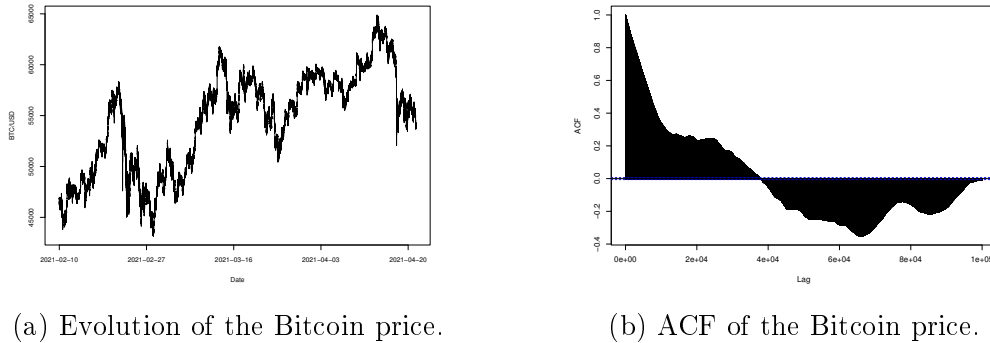 65000
60000
55000
50000
45000
BTC/USD
2021−02−10 2021−02−27 2021−03−16 2021−04−03 2021−04−20
Date
(a) Evolution of the Bitcoin price.
1.0
0.8
0.6
0.4
0.2
0.0
−0.2
−0.4
ACF
0e+00 2e+04 4e+04 6e+04 8e+04 1e+0
Lag
(b) ACF of the Bitcoin price.